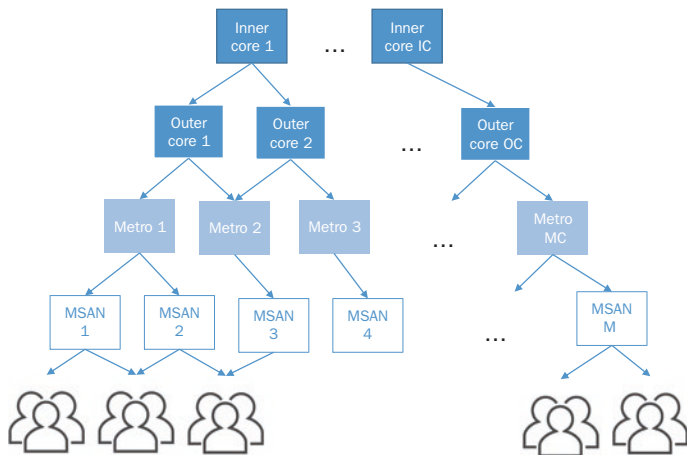 Inner
core 1
...
Inner
core IC
Outer
core 1
Outer
core 2
...
Outer
core OC
Metro 1
Metro 2
Metro 3
...
Metro
MC
MSAN
1
MSAN
2
MSAN
3
MSAN
4
...
MSAN
M